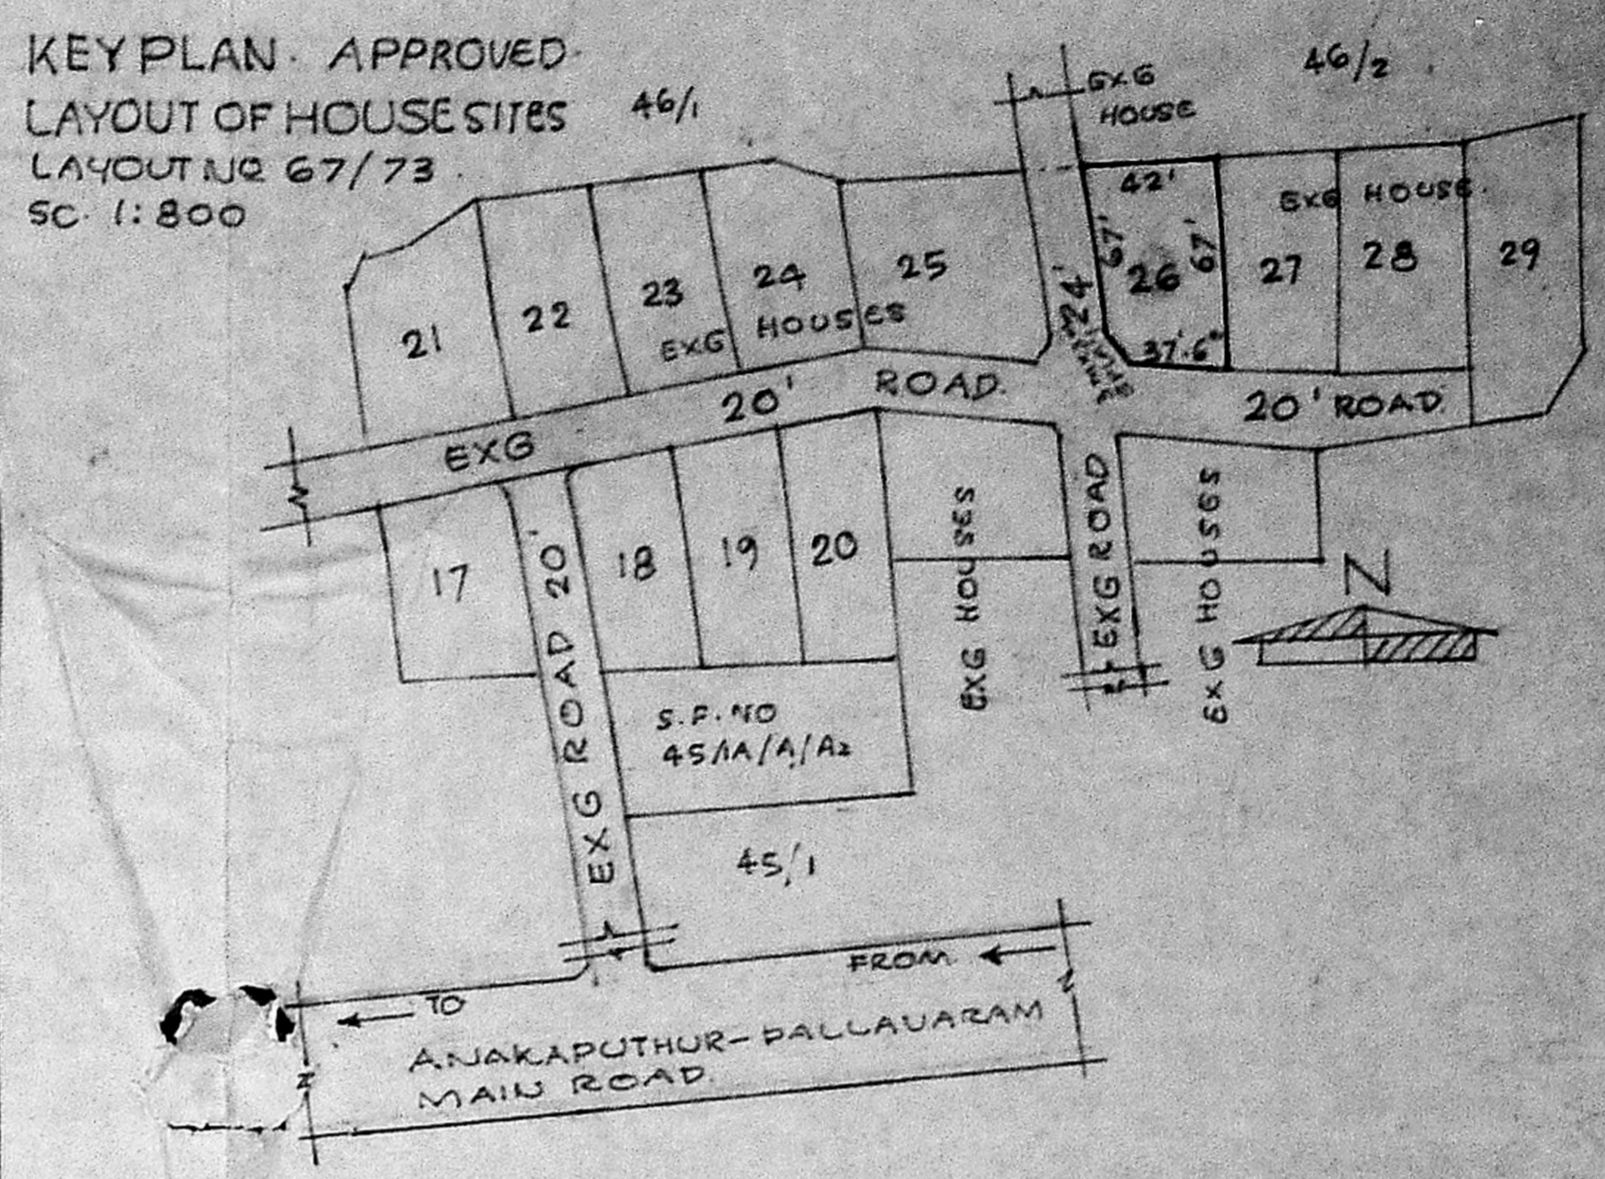 KEY PLAN. APPROVED
LAYOUT OF HOUSE SITES
LAYOUT NO 67/73
SC. 1:800
46/1
EXG
HOUSE
46/2
21
22
23
24
25
EXG HOUSES
24'
42'
67'
26
67'
37'.6"
EXG HOUSE.
27
28
29
EXG 20' ROAD.
20' ROAD.
17
EXG ROAD 20'
18
19
20
EXG HOUSES
EXG ROAD
EXG HOUSES
N
S.F. NO
45/1A/A/A2
45/1
FROM
TO
ANAKAPUTHUR-PALLAVARAM
MAIN ROAD.